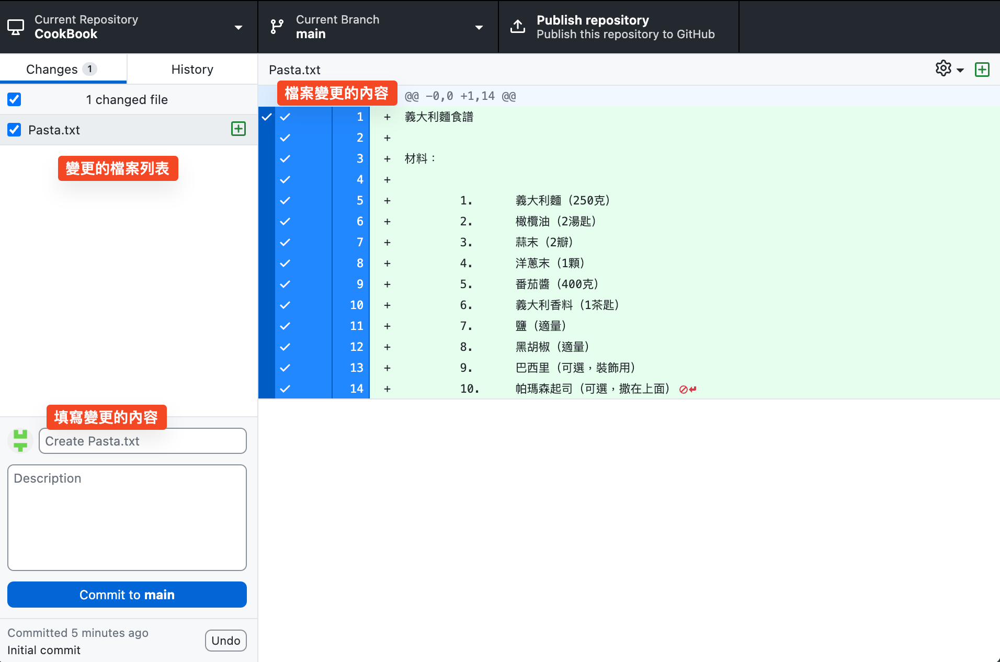 Current Repository
CookBook
Current Branch
main
Publish repository
Publish this repository to GitHub
Changes 1
History
1 changed file
Pasta.txt
變更的檔案列表
Pasta.txt
檔案變更的內容
@@ -0,0 +1,14 @@
1 + 義大利麵食譜
2 +
3 + 材料：
4 +
5 + 1. 義大利麵（250克）
6 + 2. 橄欖油（2湯匙）
7 + 3. 蒜末（2瓣）
8 + 4. 洋蔥末（1顆）
9 + 5. 番茄醬（400克）
10 + 6. 義大利香料（1茶匙）
11 + 7. 鹽（適量）
12 + 8. 黑胡椒（適量）
13 + 9. 巴西里（可選，裝飾用）
14 + 10. 帕瑪森起司（可選，撒在上面）
填寫變更的內容
Create Pasta.txt
Description
Commit to main
Committed 5 minutes ago
Initial commit
Undo